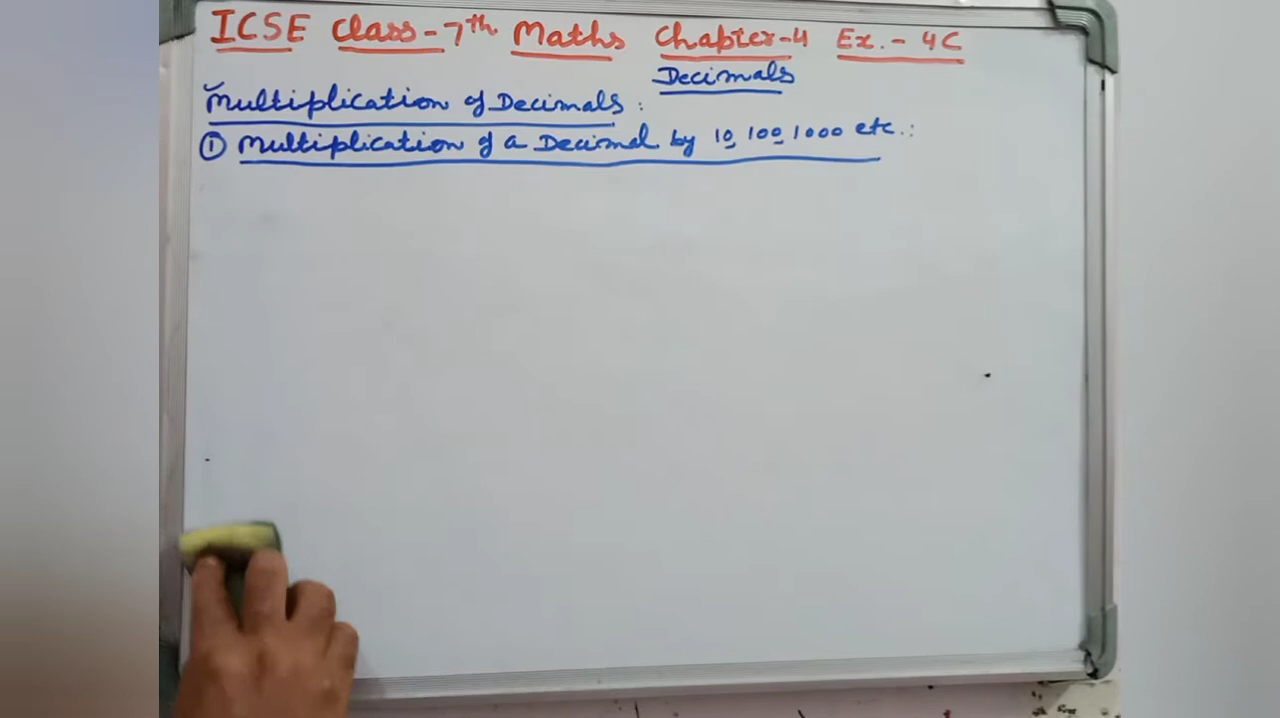 ICSE Class-7th Maths Chapter-4 Ex.- 4C
Decimals
Multiplication of Decimals :
① Multiplication of a Decimal by 10 100 1000 etc. :